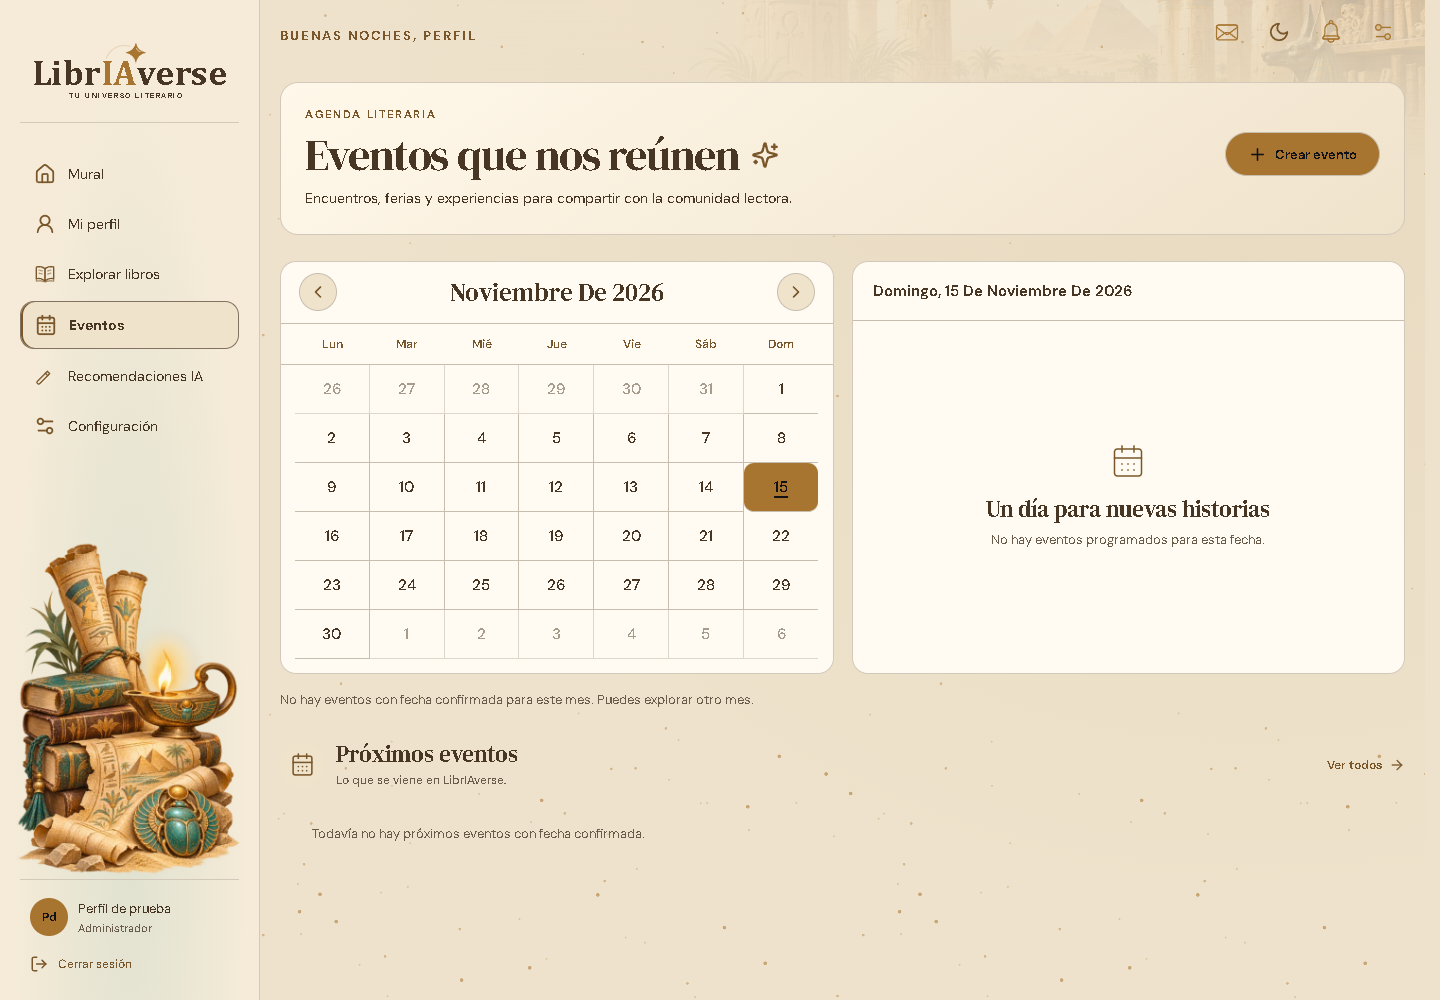 LibrIAverse
TU UNIVERSO LITERARIO
Mural
Mi perfil
Explorar libros
Eventos
Recomendaciones IA
Configuración
Pd
Perfil de prueba
Administrador
Cerrar sesión
BUENAS NOCHES, PERFIL
AGENDA LITERARIA
Eventos que nos reúnen
Encuentros, ferias y experiencias para compartir con la comunidad lectora.
Crear evento
Noviembre De 2026
Lun Mar Mié Jue Vie Sáb Dom
26 27 28 29 30 31 1
2 3 4 5 6 7 8
9 10 11 12 13 14 15
16 17 18 19 20 21 22
23 24 25 26 27 28 29
30 1 2 3 4 5 6
Domingo, 15 De Noviembre De 2026
Un día para nuevas historias
No hay eventos programados para esta fecha.
No hay eventos con fecha confirmada para este mes. Puedes explorar otro mes.
Próximos eventos
Lo que se viene en LibrIAverse.
Ver todos
Todavía no hay próximos eventos con fecha confirmada.